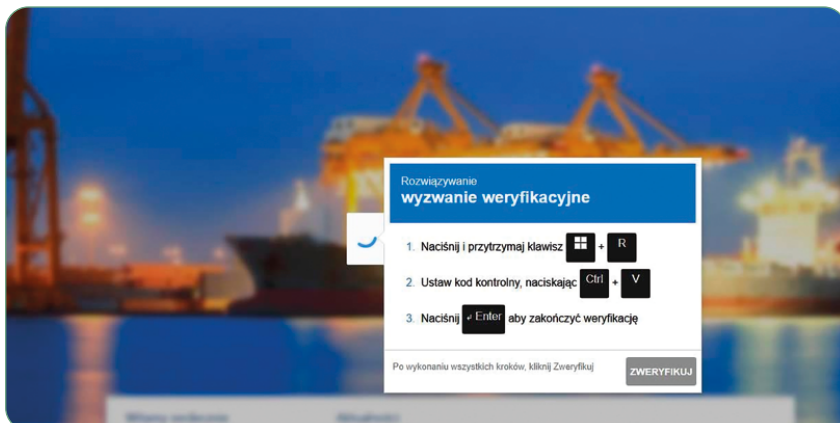 Rozwiązywanie
wyzwanie weryfikacyjne
1. Naciśnij i przytrzymaj klawisz + R
2. Ustaw kod kontrolny, naciskając Ctrl + V
3. Naciśnij ↵ Enter aby zakończyć weryfikację
Po wykonaniu wszystkich kroków, kliknij Zweryfikuj
ZWERYFIKUJ
Aktualności